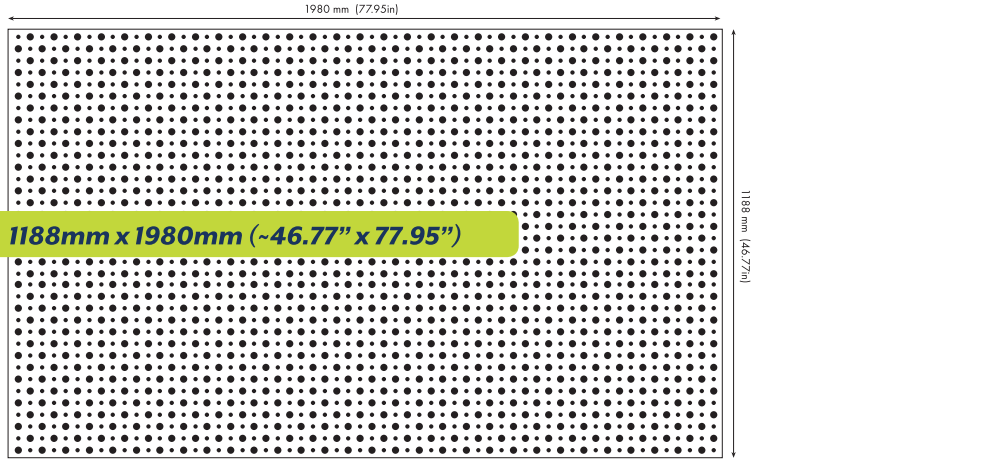 1980 mm (77.95in)
1188mm x 1980mm (~46.77” x 77.95”)
1188 mm (46.77in)